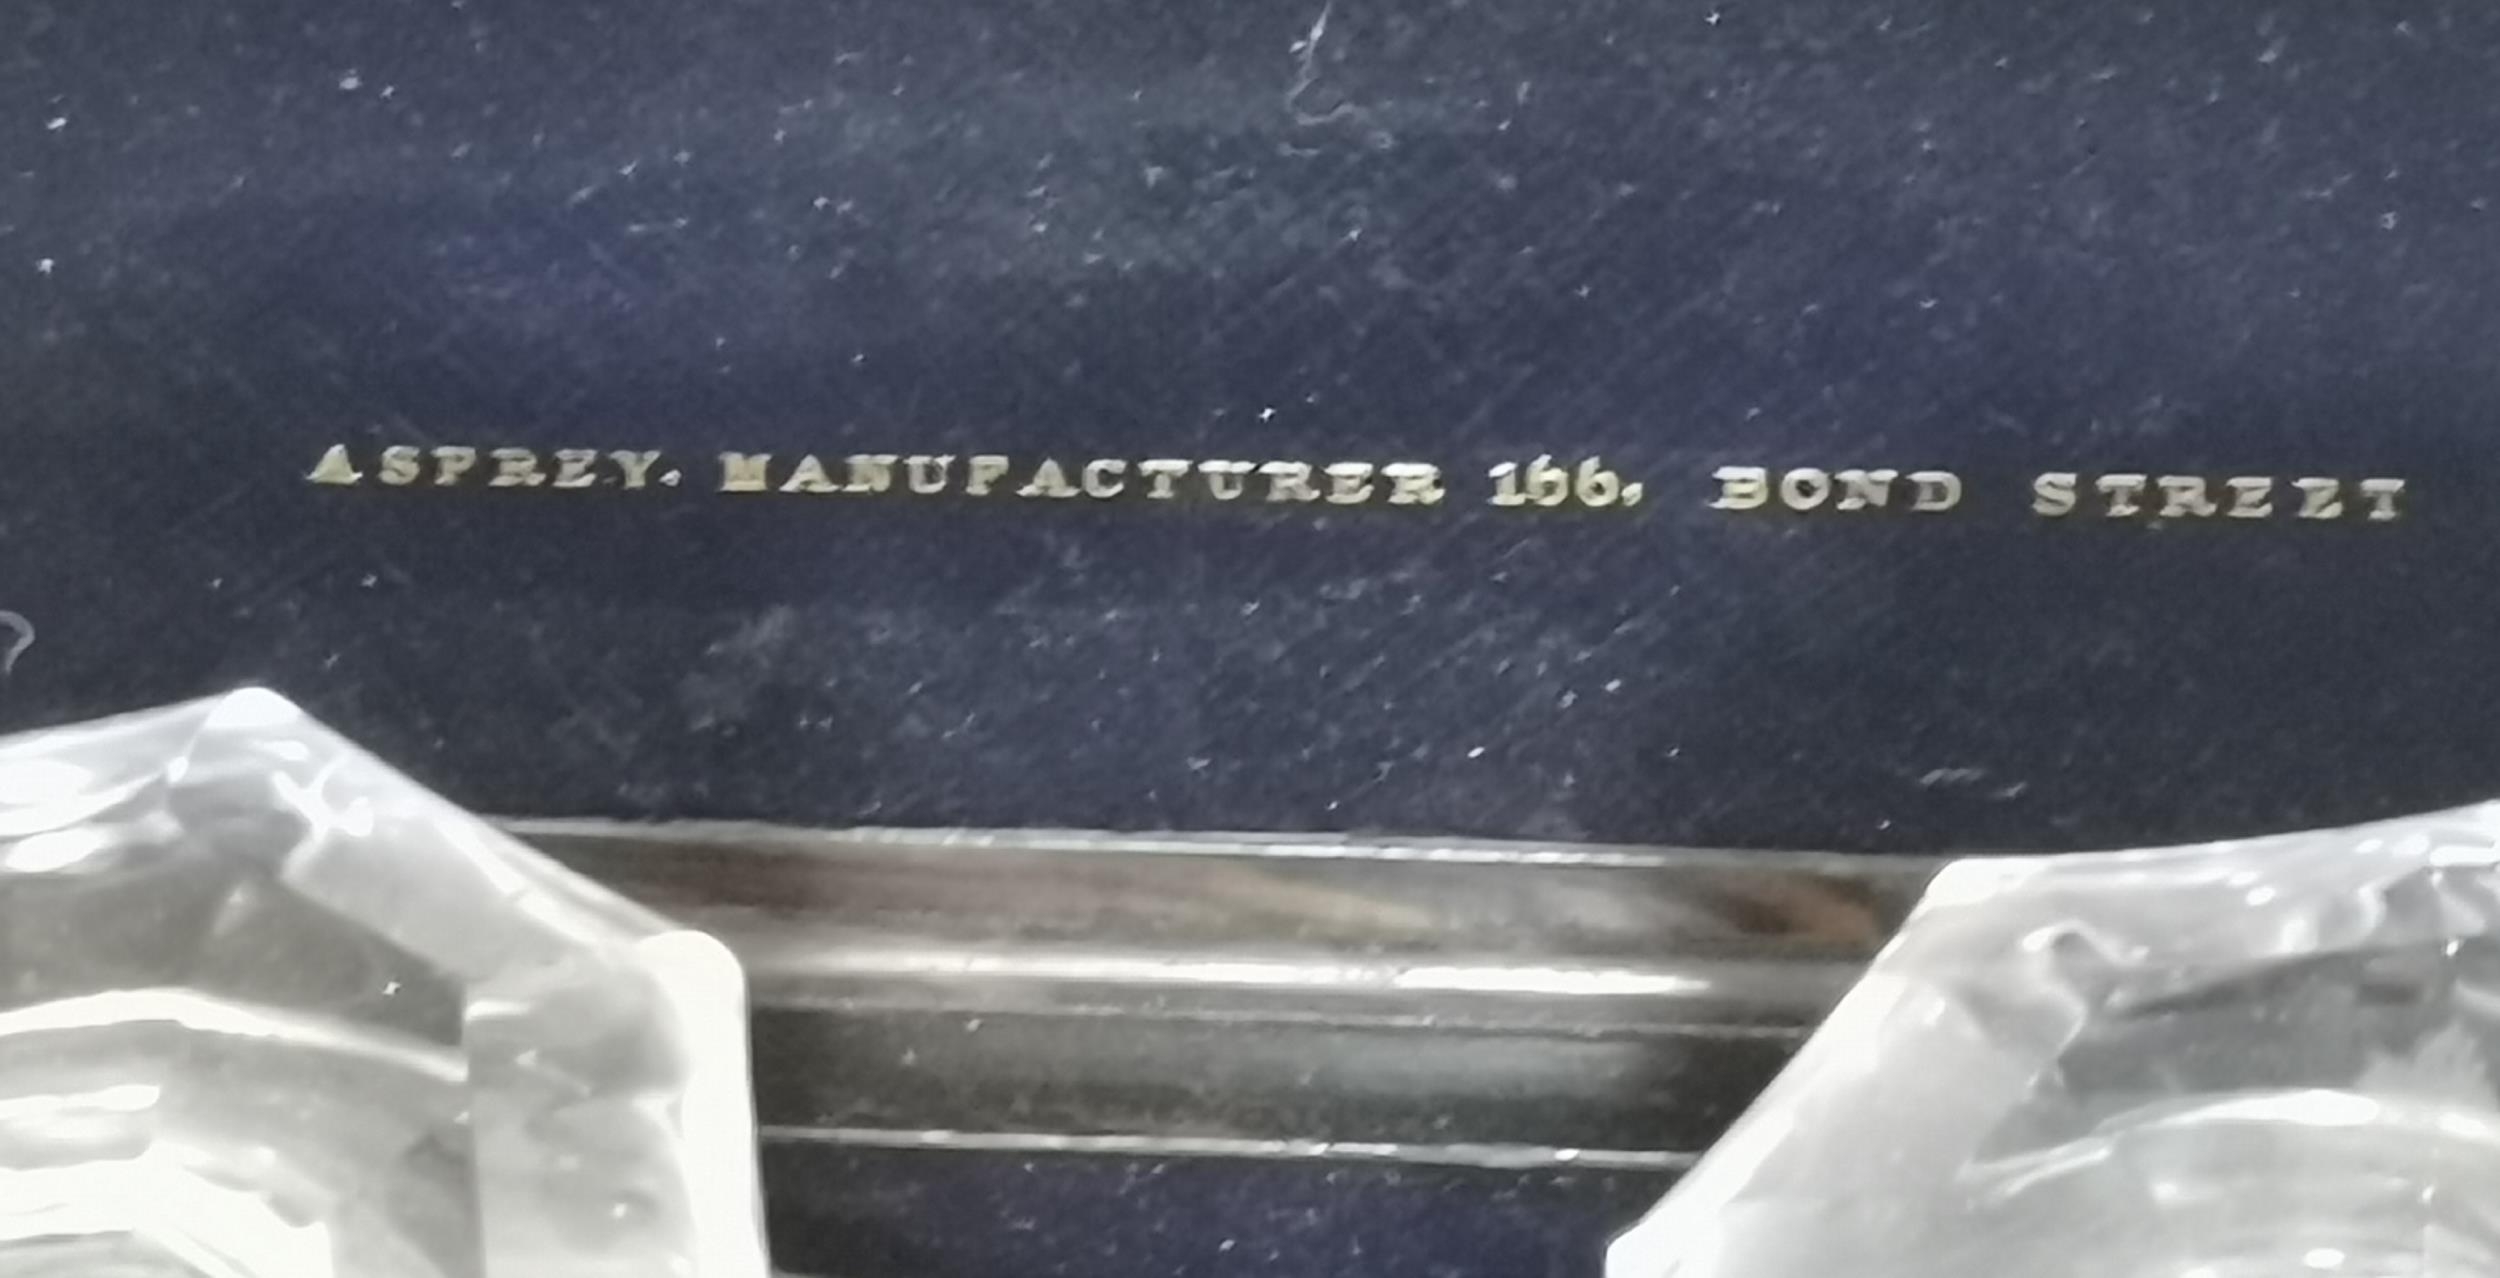 ASPREY. MANUFACTURER 166, BOND STREET